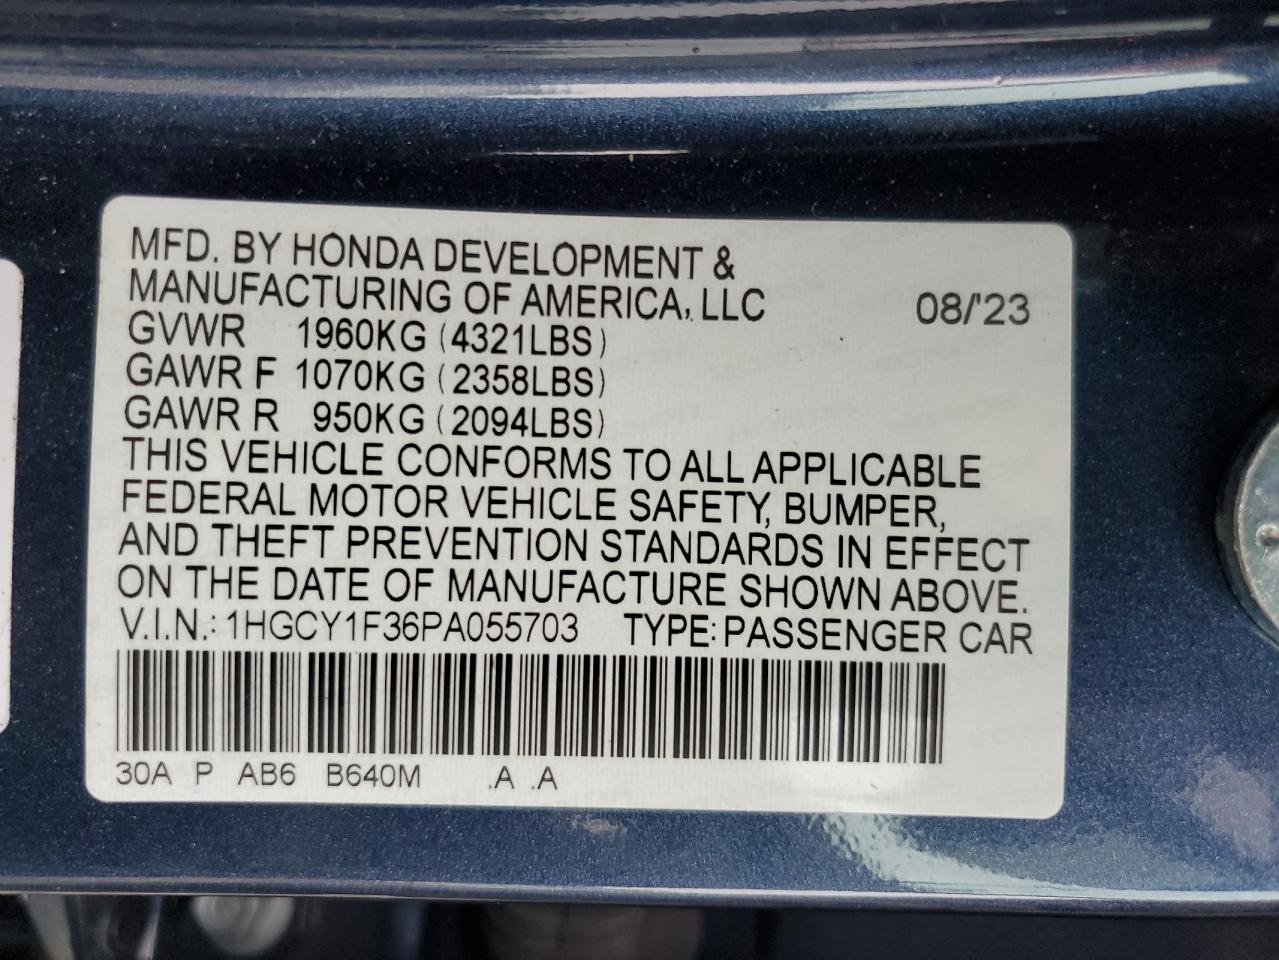 MFD. BY HONDA DEVELOPMENT &
MANUFACTURING OF AMERICA, LLC 08/'23
GVWR 1960KG (4321LBS)
GAWR F 1070KG (2358LBS)
GAWR R 950KG (2094LBS)
THIS VEHICLE CONFORMS TO ALL APPLICABLE
FEDERAL MOTOR VEHICLE SAFETY, BUMPER,
AND THEFT PREVENTION STANDARDS IN EFFECT
ON THE DATE OF MANUFACTURE SHOWN ABOVE.
V.I.N.: 1HGCY1F36PA055703 TYPE: PASSENGER CAR
30A P AB6 B640M .A .A